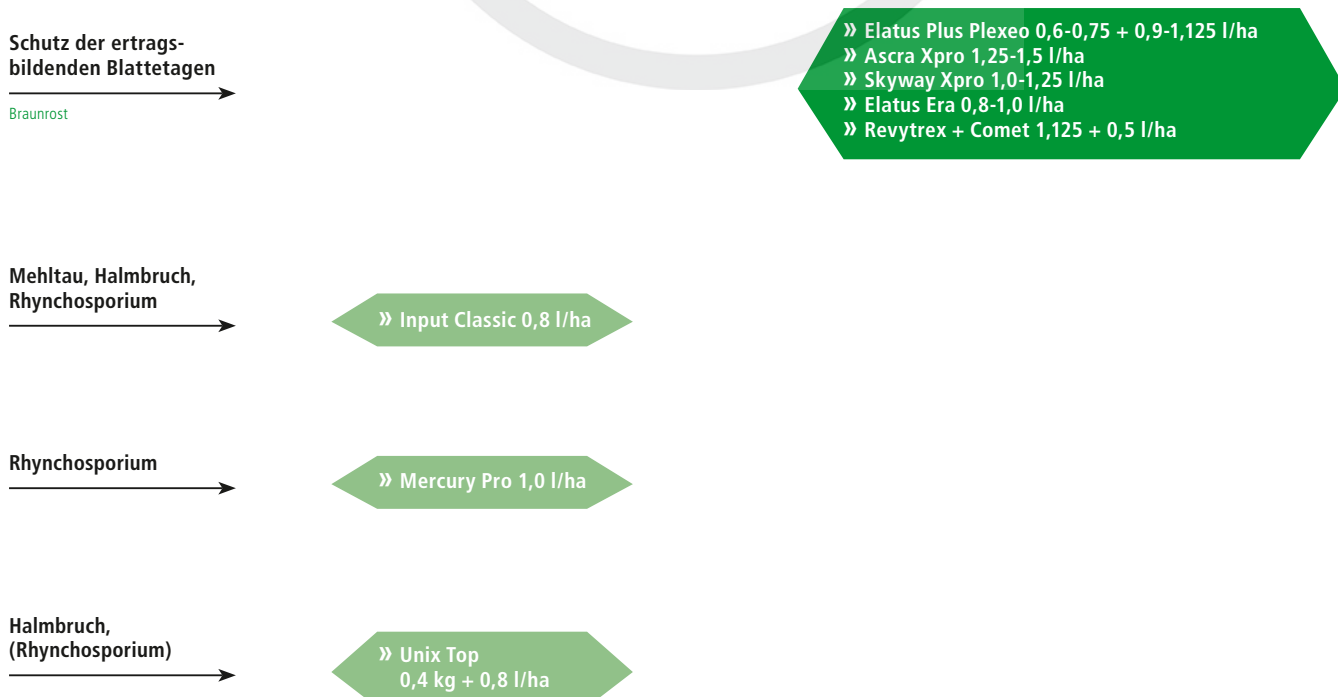 Schutz der ertrags-
bildenden Blattetagen
Braunrost
» Elatus Plus Plexeo 0,6-0,75 + 0,9-1,125 l/ha
» Ascra Xpro 1,25-1,5 l/ha
» Skyway Xpro 1,0-1,25 l/ha
» Elatus Era 0,8-1,0 l/ha
» Revytrex + Comet 1,125 + 0,5 l/ha
Mehltau, Halmbruch,
Rhynchosporium
» Input Classic 0,8 l/ha
Rhynchosporium
» Mercury Pro 1,0 l/ha
Halmbruch,
(Rhynchosporium)
» Unix Top
0,4 kg + 0,8 l/ha